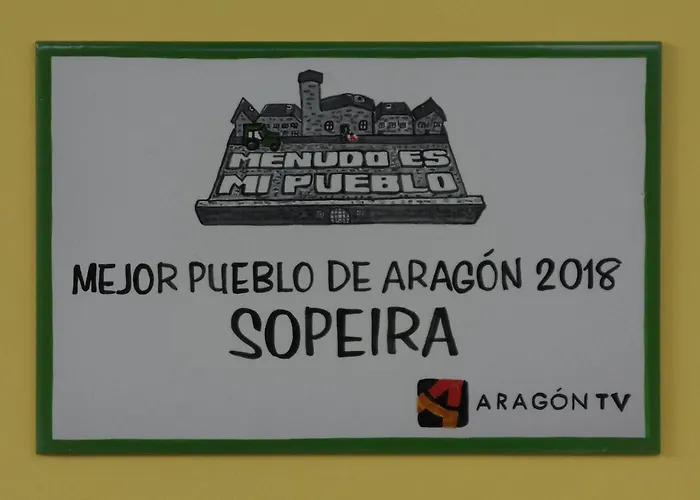 MENUDO ES
MI PUEBLO
MEJOR PUEBLO DE ARAGÓN 2018
SOPEIRA
ARAGÓN TV